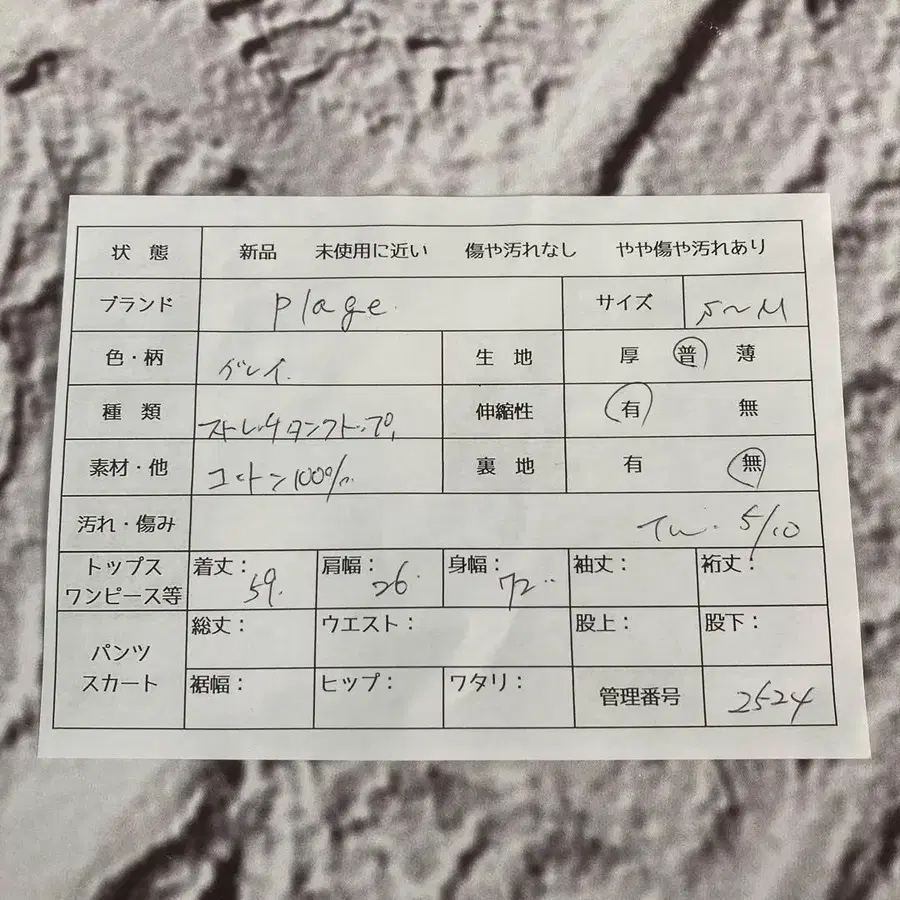 状態 新品 未使用に近い 傷や汚れなし やや傷や汚れあり
ブランド Plage. サイズ S〜M
色・柄 グレイ. 生地 厚 普 薄
種類 ストレッチタンクトップ 伸縮性 有 無
素材・他 コットン100% 裏地 有 無
汚れ・傷み 5/10
トップス ワンピース等 着丈: 59. 肩幅: 26. 身幅: 72 袖丈: 裄丈:
パンツ スカート 総丈: ウエスト: 股上: 股下:
裾幅: ヒップ: ワタリ: 管理番号 2524